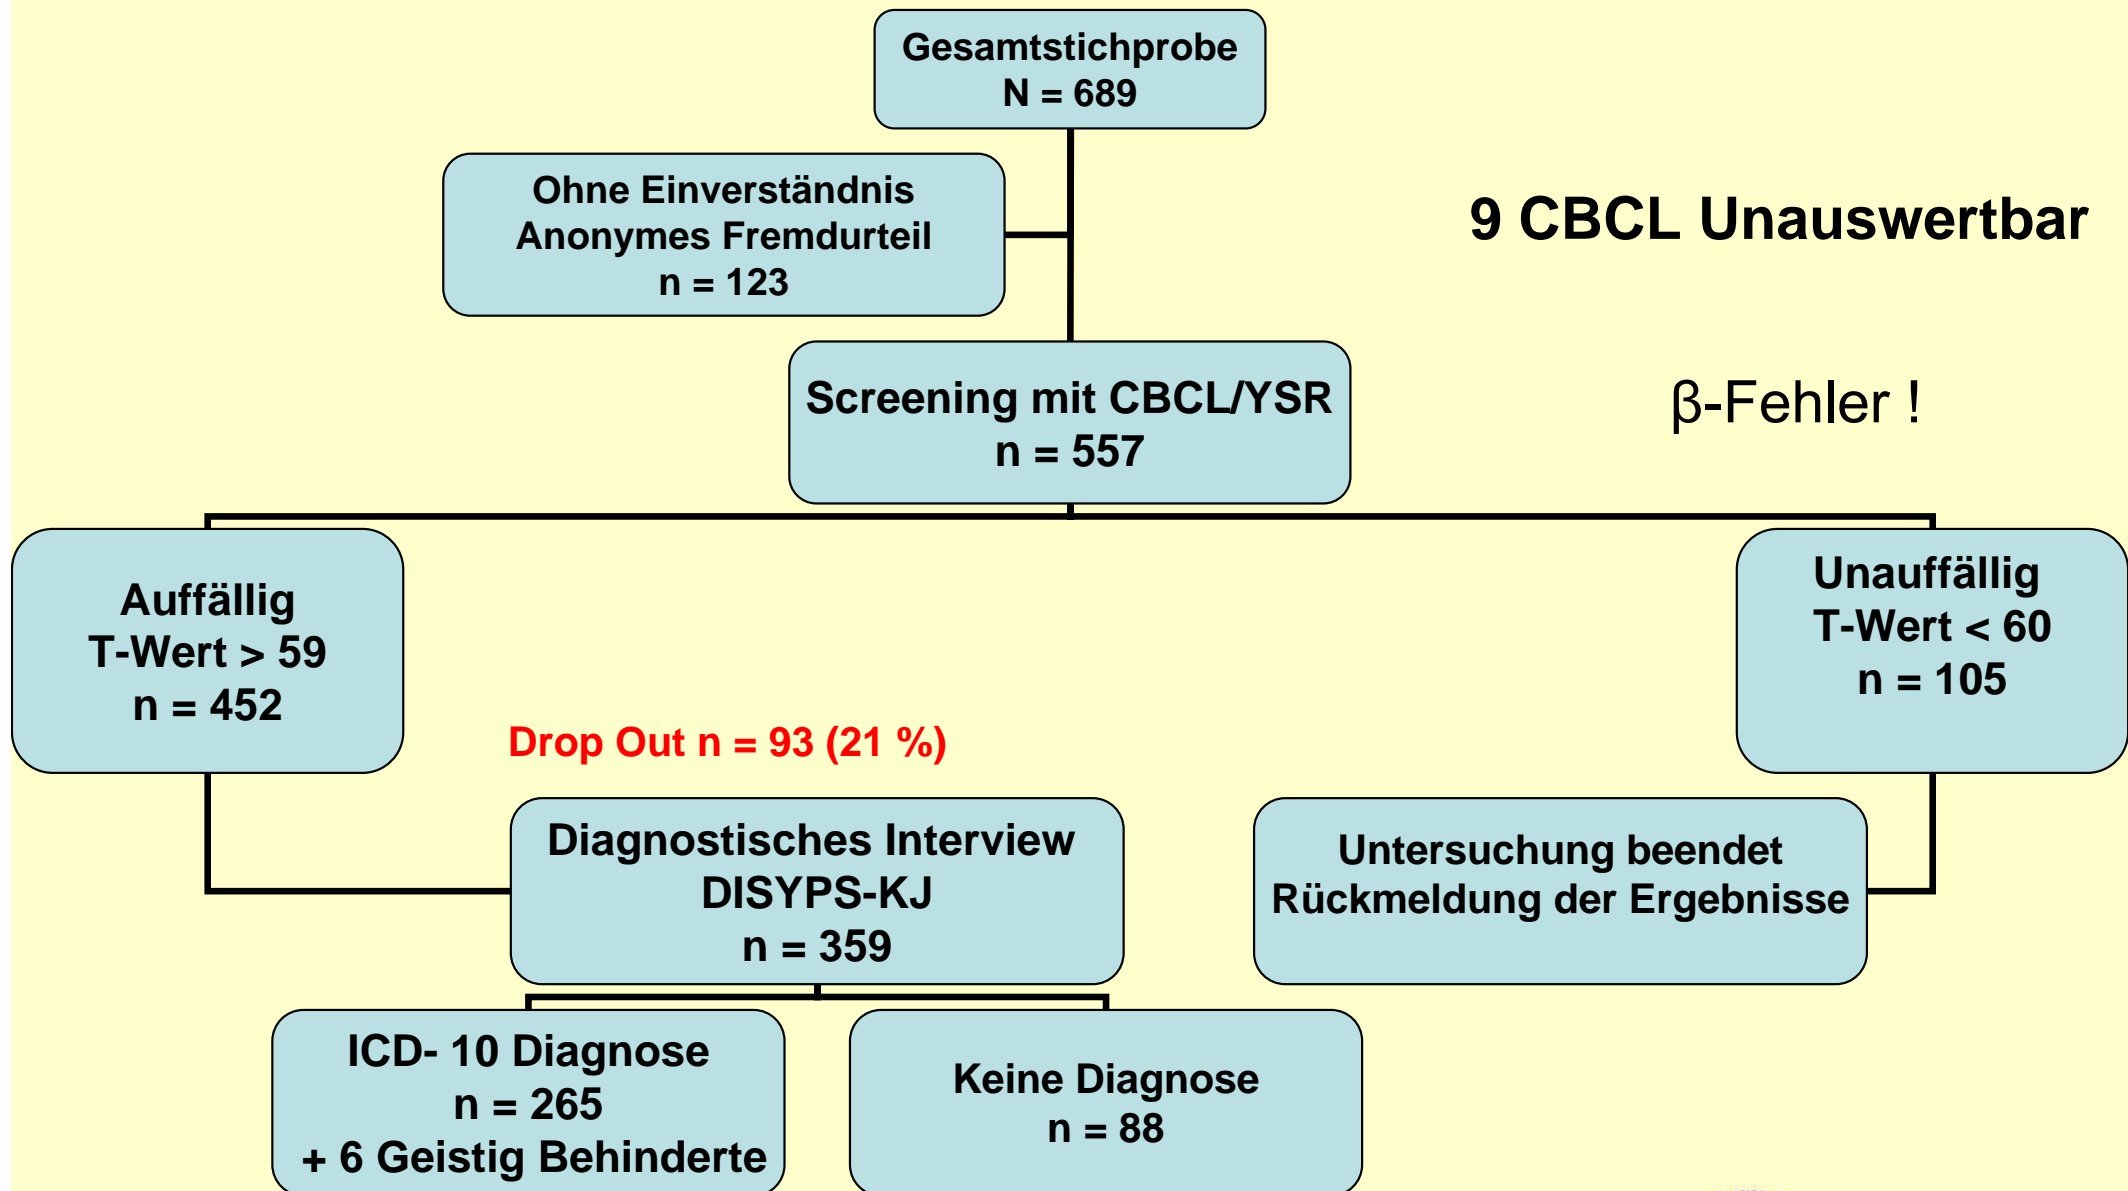 Gesamtstichprobe
N = 689
Ohne Einverständnis
Anonymes Fremdurteil
n = 123
9 CBCL Unauswertbar
Screening mit CBCL/YSR
n = 557
β-Fehler !
Auffällig
T-Wert > 59
n = 452
Unauffällig
T-Wert < 60
n = 105
Drop Out n = 93 (21 %)
Diagnostisches Interview
DISYPS-KJ
n = 359
Untersuchung beendet
Rückmeldung der Ergebnisse
ICD- 10 Diagnose
n = 265
+ 6 Geistig Behinderte
Keine Diagnose
n = 88